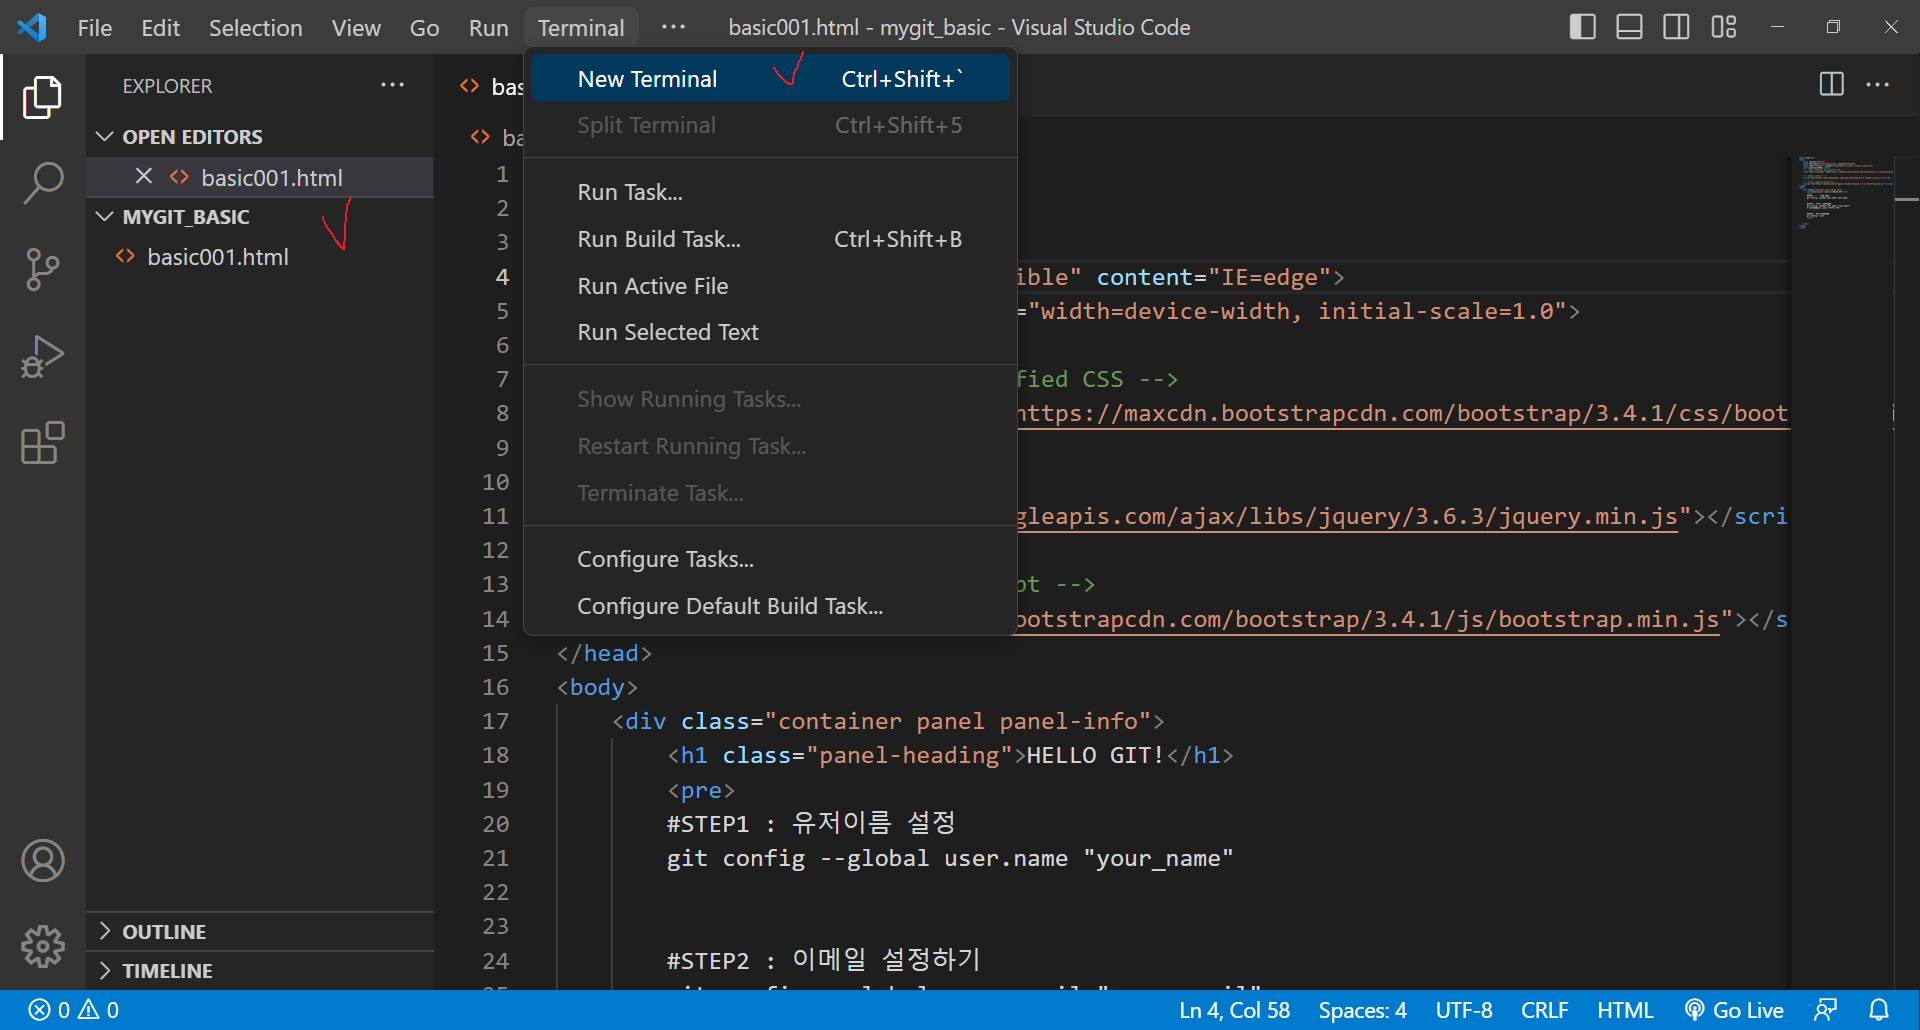 File Edit Selection View Go Run Terminal ··· basic001.html - mygit_basic - Visual Studio Code
EXPLORER ···
OPEN EDITORS
basic001.html
MYGIT_BASIC
basic001.html
OUTLINE
TIMELINE
New Terminal Ctrl+Shift+`
Split Terminal Ctrl+Shift+5
Run Task...
Run Build Task... Ctrl+Shift+B
Run Active File
Run Selected Text
Show Running Tasks...
Restart Running Task...
Terminate Task...
Configure Tasks...
Configure Default Build Task...
1
2
3
4 ible" content="IE=edge">
5 ="width=device-width, initial-scale=1.0">
6
7 fied CSS -->
8 https://maxcdn.bootstrapcdn.com/bootstrap/3.4.1/css/boot
9
10
11 gleapis.com/ajax/libs/jquery/3.6.3/jquery.min.js"></scri
12
13 pt -->
14 ootstrapcdn.com/bootstrap/3.4.1/js/bootstrap.min.js"></s
15 </head>
16 <body>
17 <div class="container panel panel-info">
18 <h1 class="panel-heading">HELLO GIT!</h1>
19 <pre>
20 #STEP1 : 유저이름 설정
21 git config --global user.name "your_name"
22
23
24 #STEP2 : 이메일 설정하기
0 0 Ln 4, Col 58 Spaces: 4 UTF-8 CRLF HTML Go Live